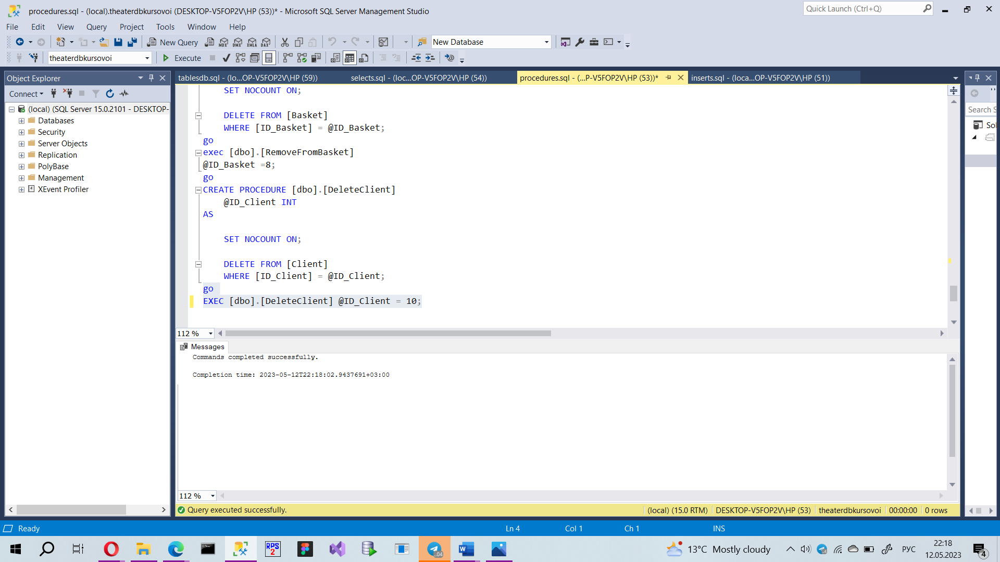 procedures.sql - (local).theaterdbkursovoi (DESKTOP-V5FOP2V\HP (53))* - Microsoft SQL Server Management Studio
Quick Launch (Ctrl+Q)
File Edit View Query Project Tools Window Help
New Query
MDX DMX XMLA DAX
New Database
theaterdbkursovoi
Execute
Object Explorer
Connect
(local) (SQL Server 15.0.2101 - DESKTOP-
Databases
Security
Server Objects
Replication
PolyBase
Management
XEvent Profiler
tablesdb.sql - (lo...OP-V5FOP2V\HP (59))
selects.sql - (loc...OP-V5FOP2V\HP (54))
procedures.sql - (...P-V5FOP2V\HP (53))*
inserts.sql - (loca...OP-V5FOP2V\HP (51))
SET NOCOUNT ON;
DELETE FROM [Basket]
WHERE [ID_Basket] = @ID_Basket;
go
exec [dbo].[RemoveFromBasket]
@ID_Basket =8;
go
CREATE PROCEDURE [dbo].[DeleteClient]
@ID_Client INT
AS
SET NOCOUNT ON;
DELETE FROM [Client]
WHERE [ID_Client] = @ID_Client;
go
EXEC [dbo].[DeleteClient] @ID_Client = 10;
112 %
Messages
Commands completed successfully.
Completion time: 2023-05-12T22:18:02.9437691+03:00
112 %
Query executed successfully.
(local) (15.0 RTM) DESKTOP-V5FOP2V\HP (53) theaterdbkursovoi 00:00:00 0 rows
Search S
Sol
Ready
Ln 4 Col 1 Ch 1 INS
RPS
2
..04
13°C Mostly cloudy
РУС
22:18
12.05.2023
4